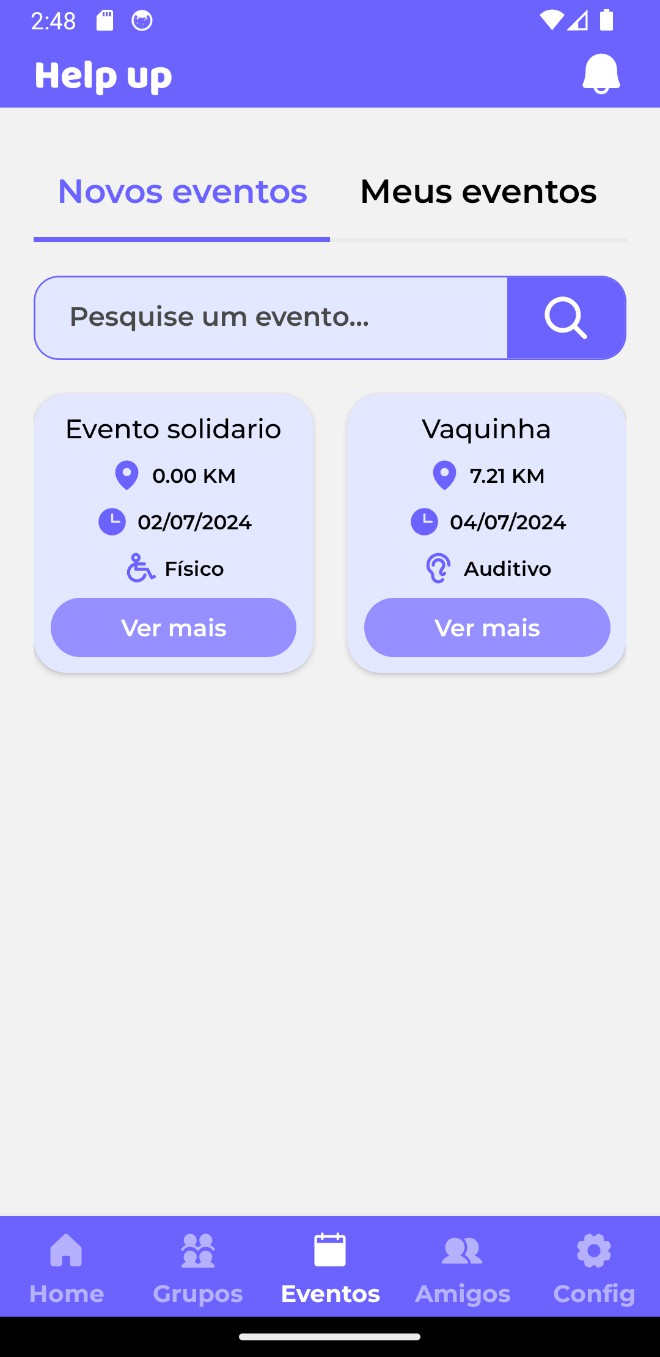 2:48
Help up
Novos eventos
Meus eventos
Pesquise um evento...
Evento solidario
0.00 KM
02/07/2024
Físico
Ver mais
Vaquinha
7.21 KM
04/07/2024
Auditivo
Ver mais
Home
Grupos
Eventos
Amigos
Config